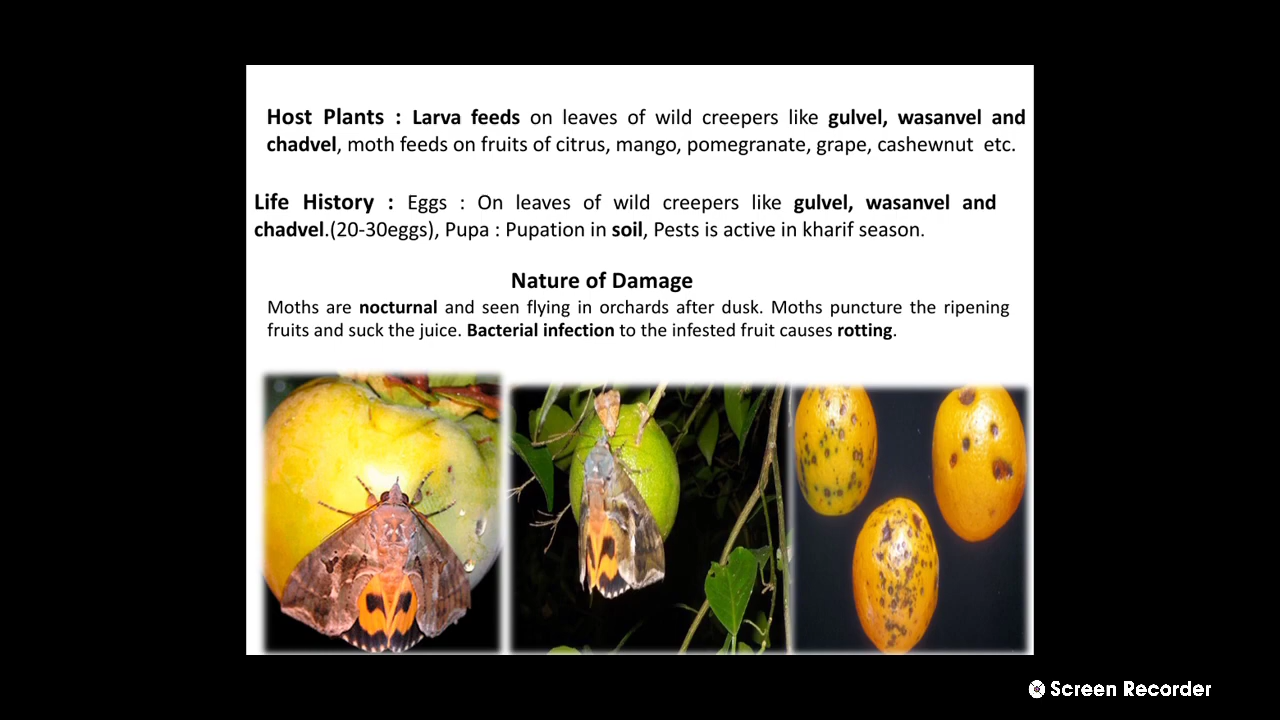 Host Plants : Larva feeds on leaves of wild creepers like gulvel, wasanvel and
chadvel, moth feeds on fruits of citrus, mango, pomegranate, grape, cashewnut etc.
Life History : Eggs : On leaves of wild creepers like gulvel, wasanvel and
chadvel.(20-30eggs), Pupa : Pupation in soil, Pests is active in kharif season.
Nature of Damage
Moths are nocturnal and seen flying in orchards after dusk. Moths puncture the ripening
fruits and suck the juice. Bacterial infection to the infested fruit causes rotting.
Screen Recorder